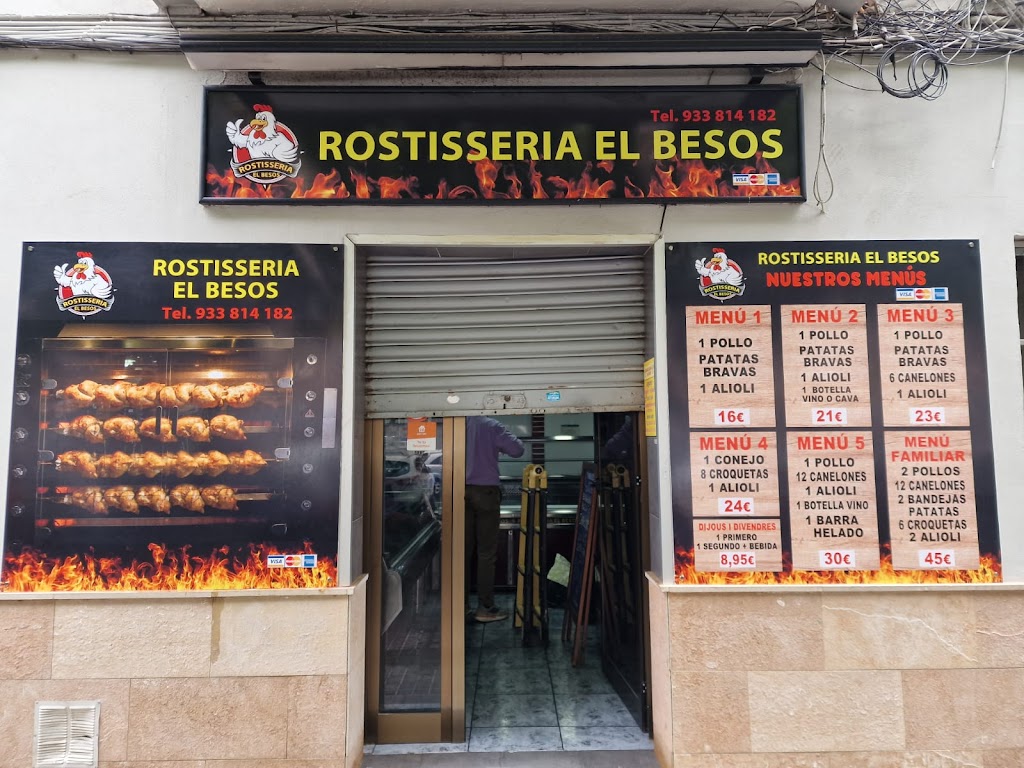 Tel. 933 814 182
ROSTISSERIA EL BESOS
ROSTISSERIA
EL BESOS
VISA
ROSTISSERIA
EL BESOS
Tel. 933 814 182
ROSTISSERIA
EL BESOS
VISA
ROSTISSERIA EL BESOS
NUESTROS MENÚS
ROSTISSERIA
EL BESOS
VISA
MENÚ 1
1 POLLO
PATATAS
BRAVAS
1 ALIOLI
16€
MENÚ 2
1 POLLO
PATATAS
BRAVAS
1 ALIOLI
1 BOTELLA
VINO O CAVA
21€
MENÚ 3
1 POLLO
PATATAS
BRAVAS
6 CANELONES
1 ALIOLI
23€
MENÚ 4
1 CONEJO
8 CROQUETAS
1 ALIOLI
24€
DIJOUS I DIVENDRES
1 PRIMERO
1 SEGUNDO + BEBIDA
8,95€
MENÚ 5
1 POLLO
12 CANELONES
1 ALIOLI
1 BOTELLA VINO
1 BARRA
HELADO
30€
MENÚ
FAMILIAR
2 POLLOS
12 CANELONES
2 BANDEJAS
PATATAS
6 CROQUETAS
2 ALIOLI
45€